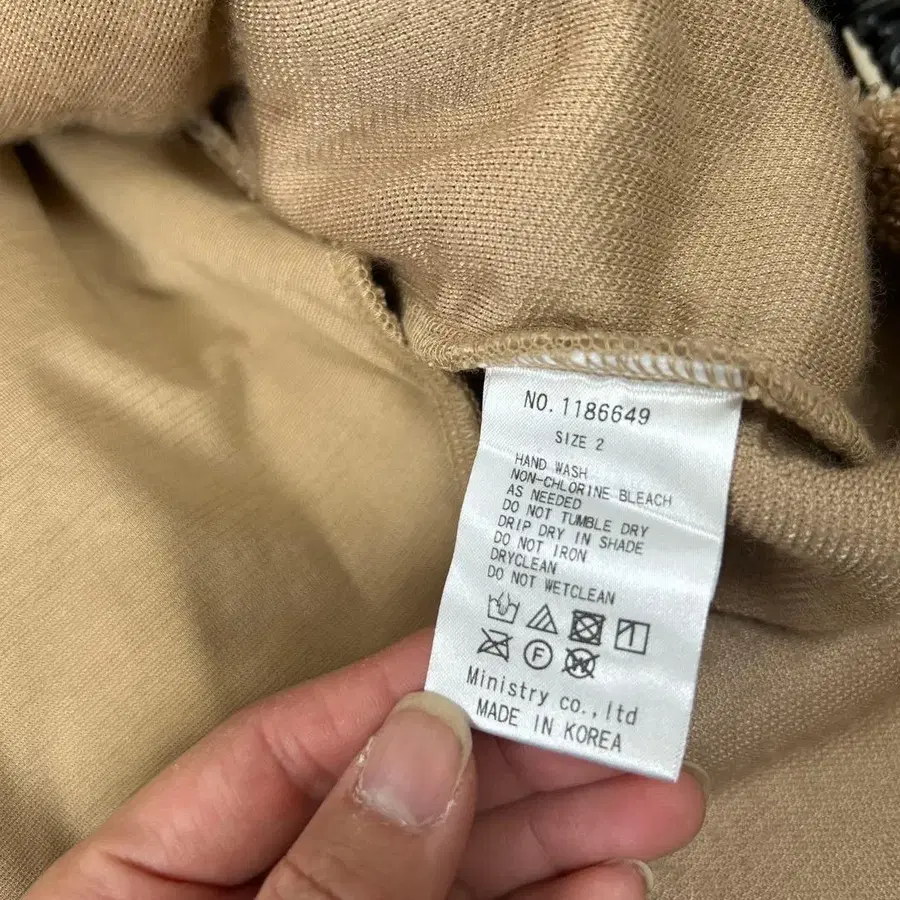 NO. 1186649
SIZE 2
HAND WASH
NON-CHLORINE BLEACH
AS NEEDED
DO NOT TUMBLE DRY
DRIP DRY IN SHADE
DO NOT IRON
DRYCLEAN
DO NOT WETCLEAN
F W
Ministry co.,ltd
MADE IN KOREA